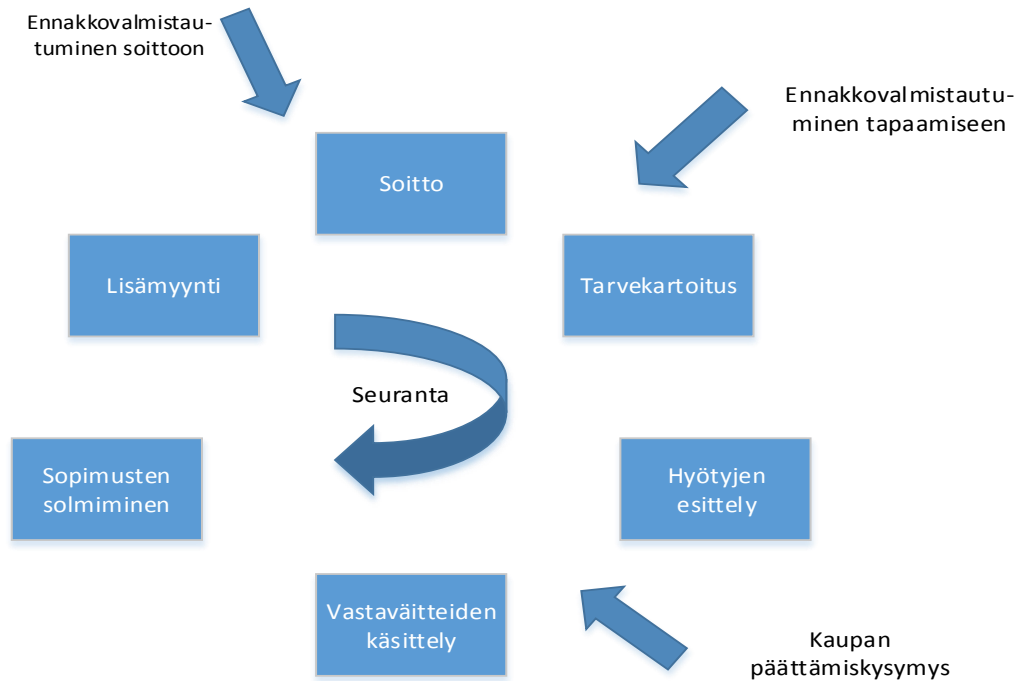 Ennakkovalmistau-
tuminen soittoon
Ennakkovalmistautu-
minen tapaamiseen
Soitto
Lisämyynti
Tarvekartoitus
Seuranta
Sopimusten
solmiminen
Hyötyjen
esittely
Vastaväitteiden
käsittely
Kaupan
päättämiskysymys